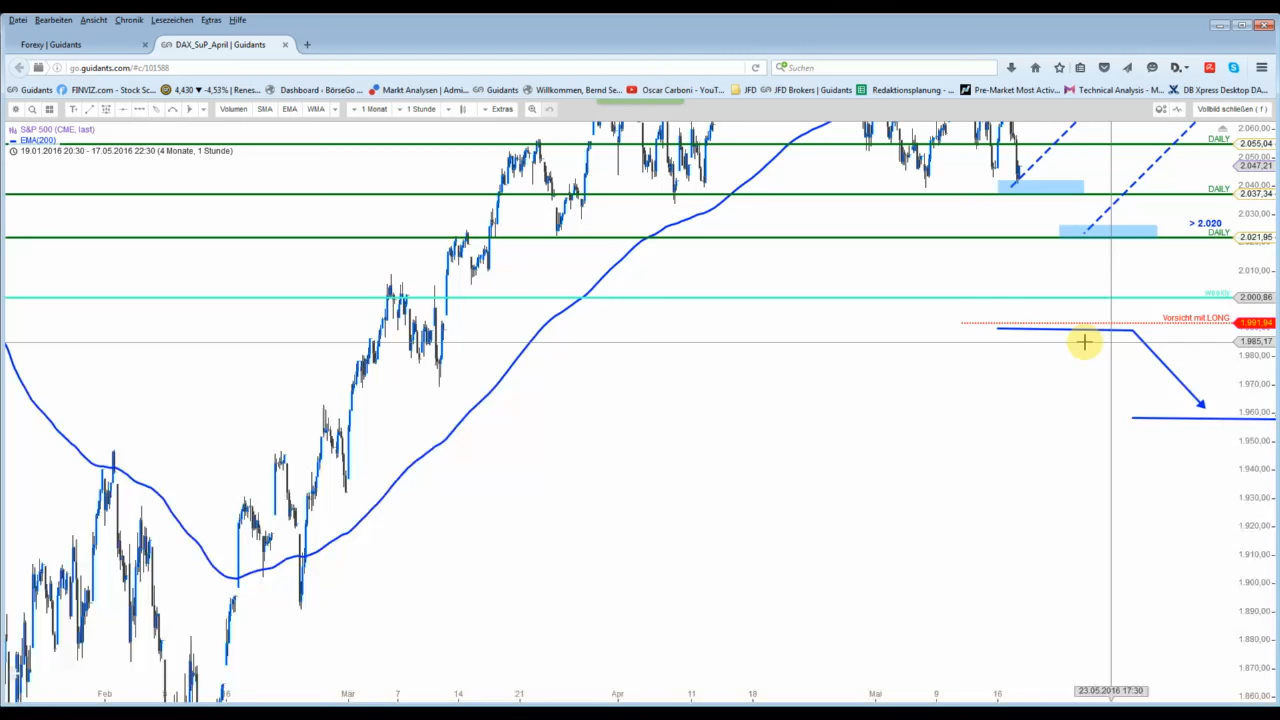 Datei Bearbeiten Ansicht Chronik Lesezeichen Extras Hilfe
Forexy | Guidants DAX_SuP_April | Guidants
go.guidants.com/#c/101588 Suchen
Guidants FINVIZ.com - Stock Sc... 4,430 ▼ -4,53% | Renes... Dashboard - BörseGo ... Markt Analysen | Admi... Guidants Willkommen, Bernd Se... Oscar Carboni - YouT... JFD JFD Brokers | Guidants Redaktionsplanung - ... Pre-Market Most Activ... Technical Analysis - M... DB Xpress Desktop DA...
Volumen SMA EMA WMA 1 Monat 1 Stunde Extras Vollbild schließen ( f )
S&P 500 (CME, last)
EMA(200)
19.01.2016 20:30 - 17.05.2016 22:30 (4 Monate, 1 Stunde)
2.060,00
DAILY 2.055,04
2.050,00
2.047,21
2.040,00
DAILY 2.037,34
2.030,00
> 2.020
DAILY 2.021,95
2.010,00
weekly 2.000,86
Vorsicht mit LONG 1.991,94
1.985,17
1.980,00
1.970,00
1.960,00
1.950,00
1.940,00
1.930,00
1.920,00
1.910,00
1.900,00
1.890,00
1.880,00
1.870,00
1.860,00
Feb 16 Mär 7 14 21 Apr 11 18 Mai 9 16 23.05.2016 17:30